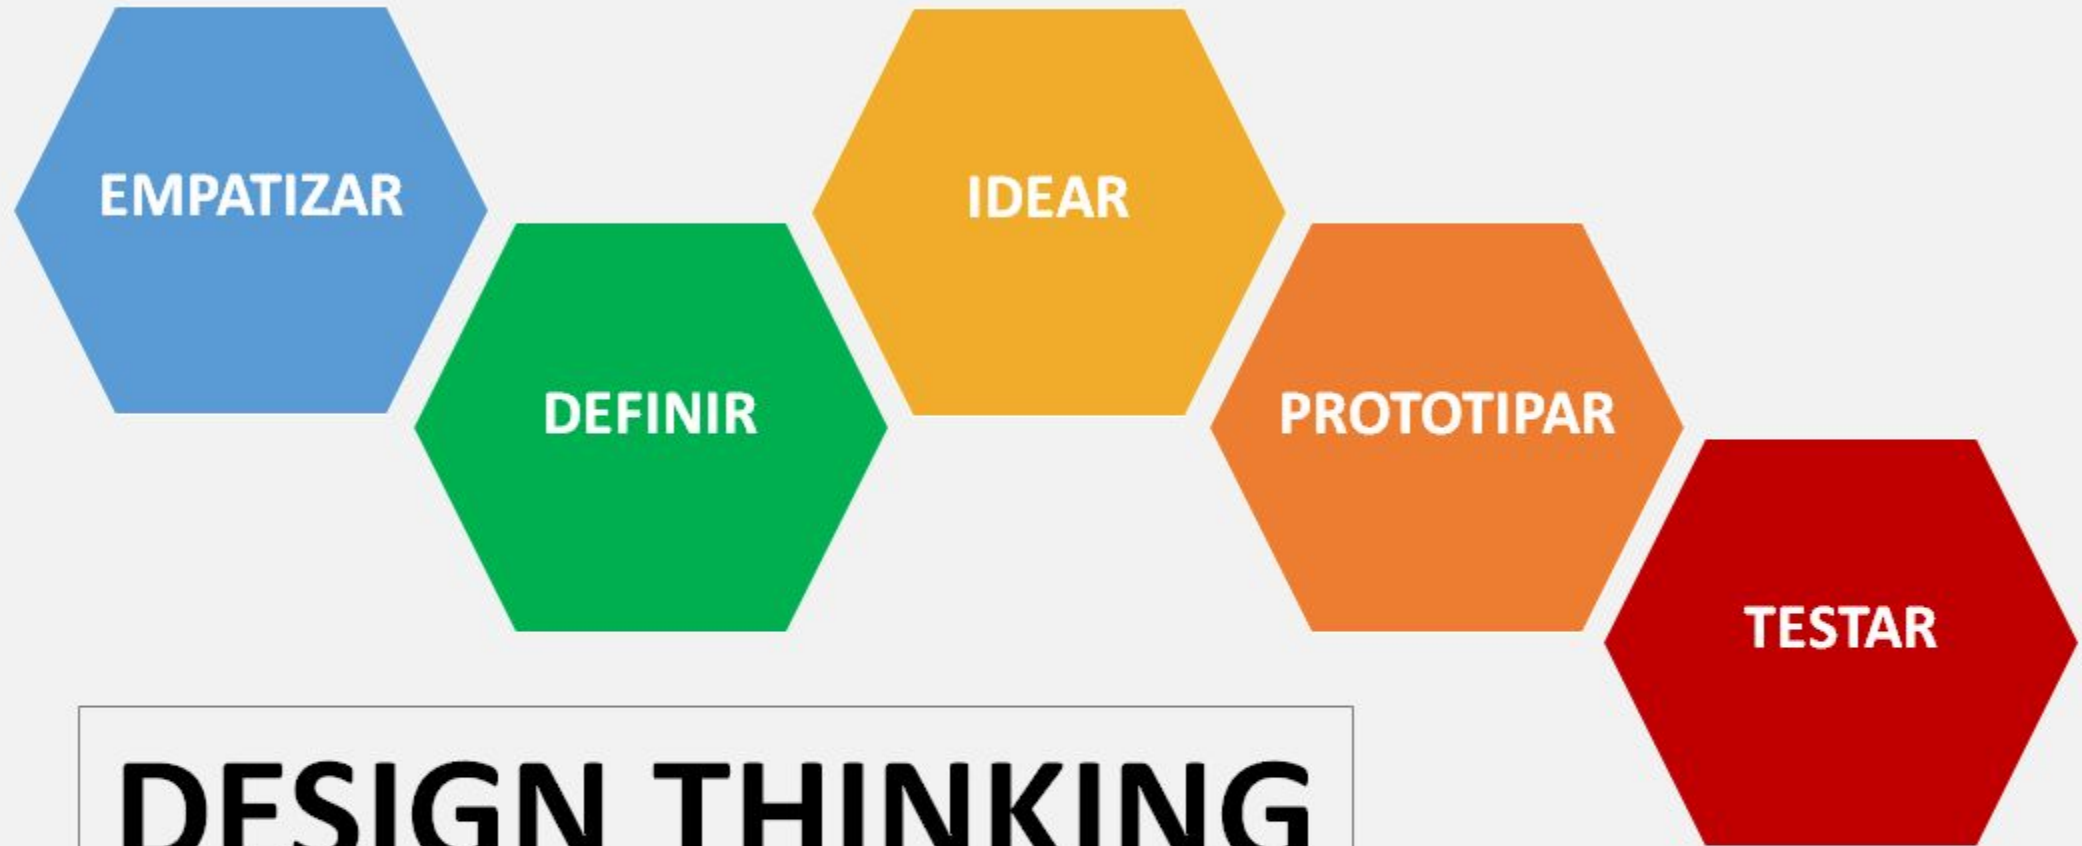 EMPATIZAR
DEFINIR
IDEAR
PROTOTIPAR
TESTAR
DESIGN THINKING